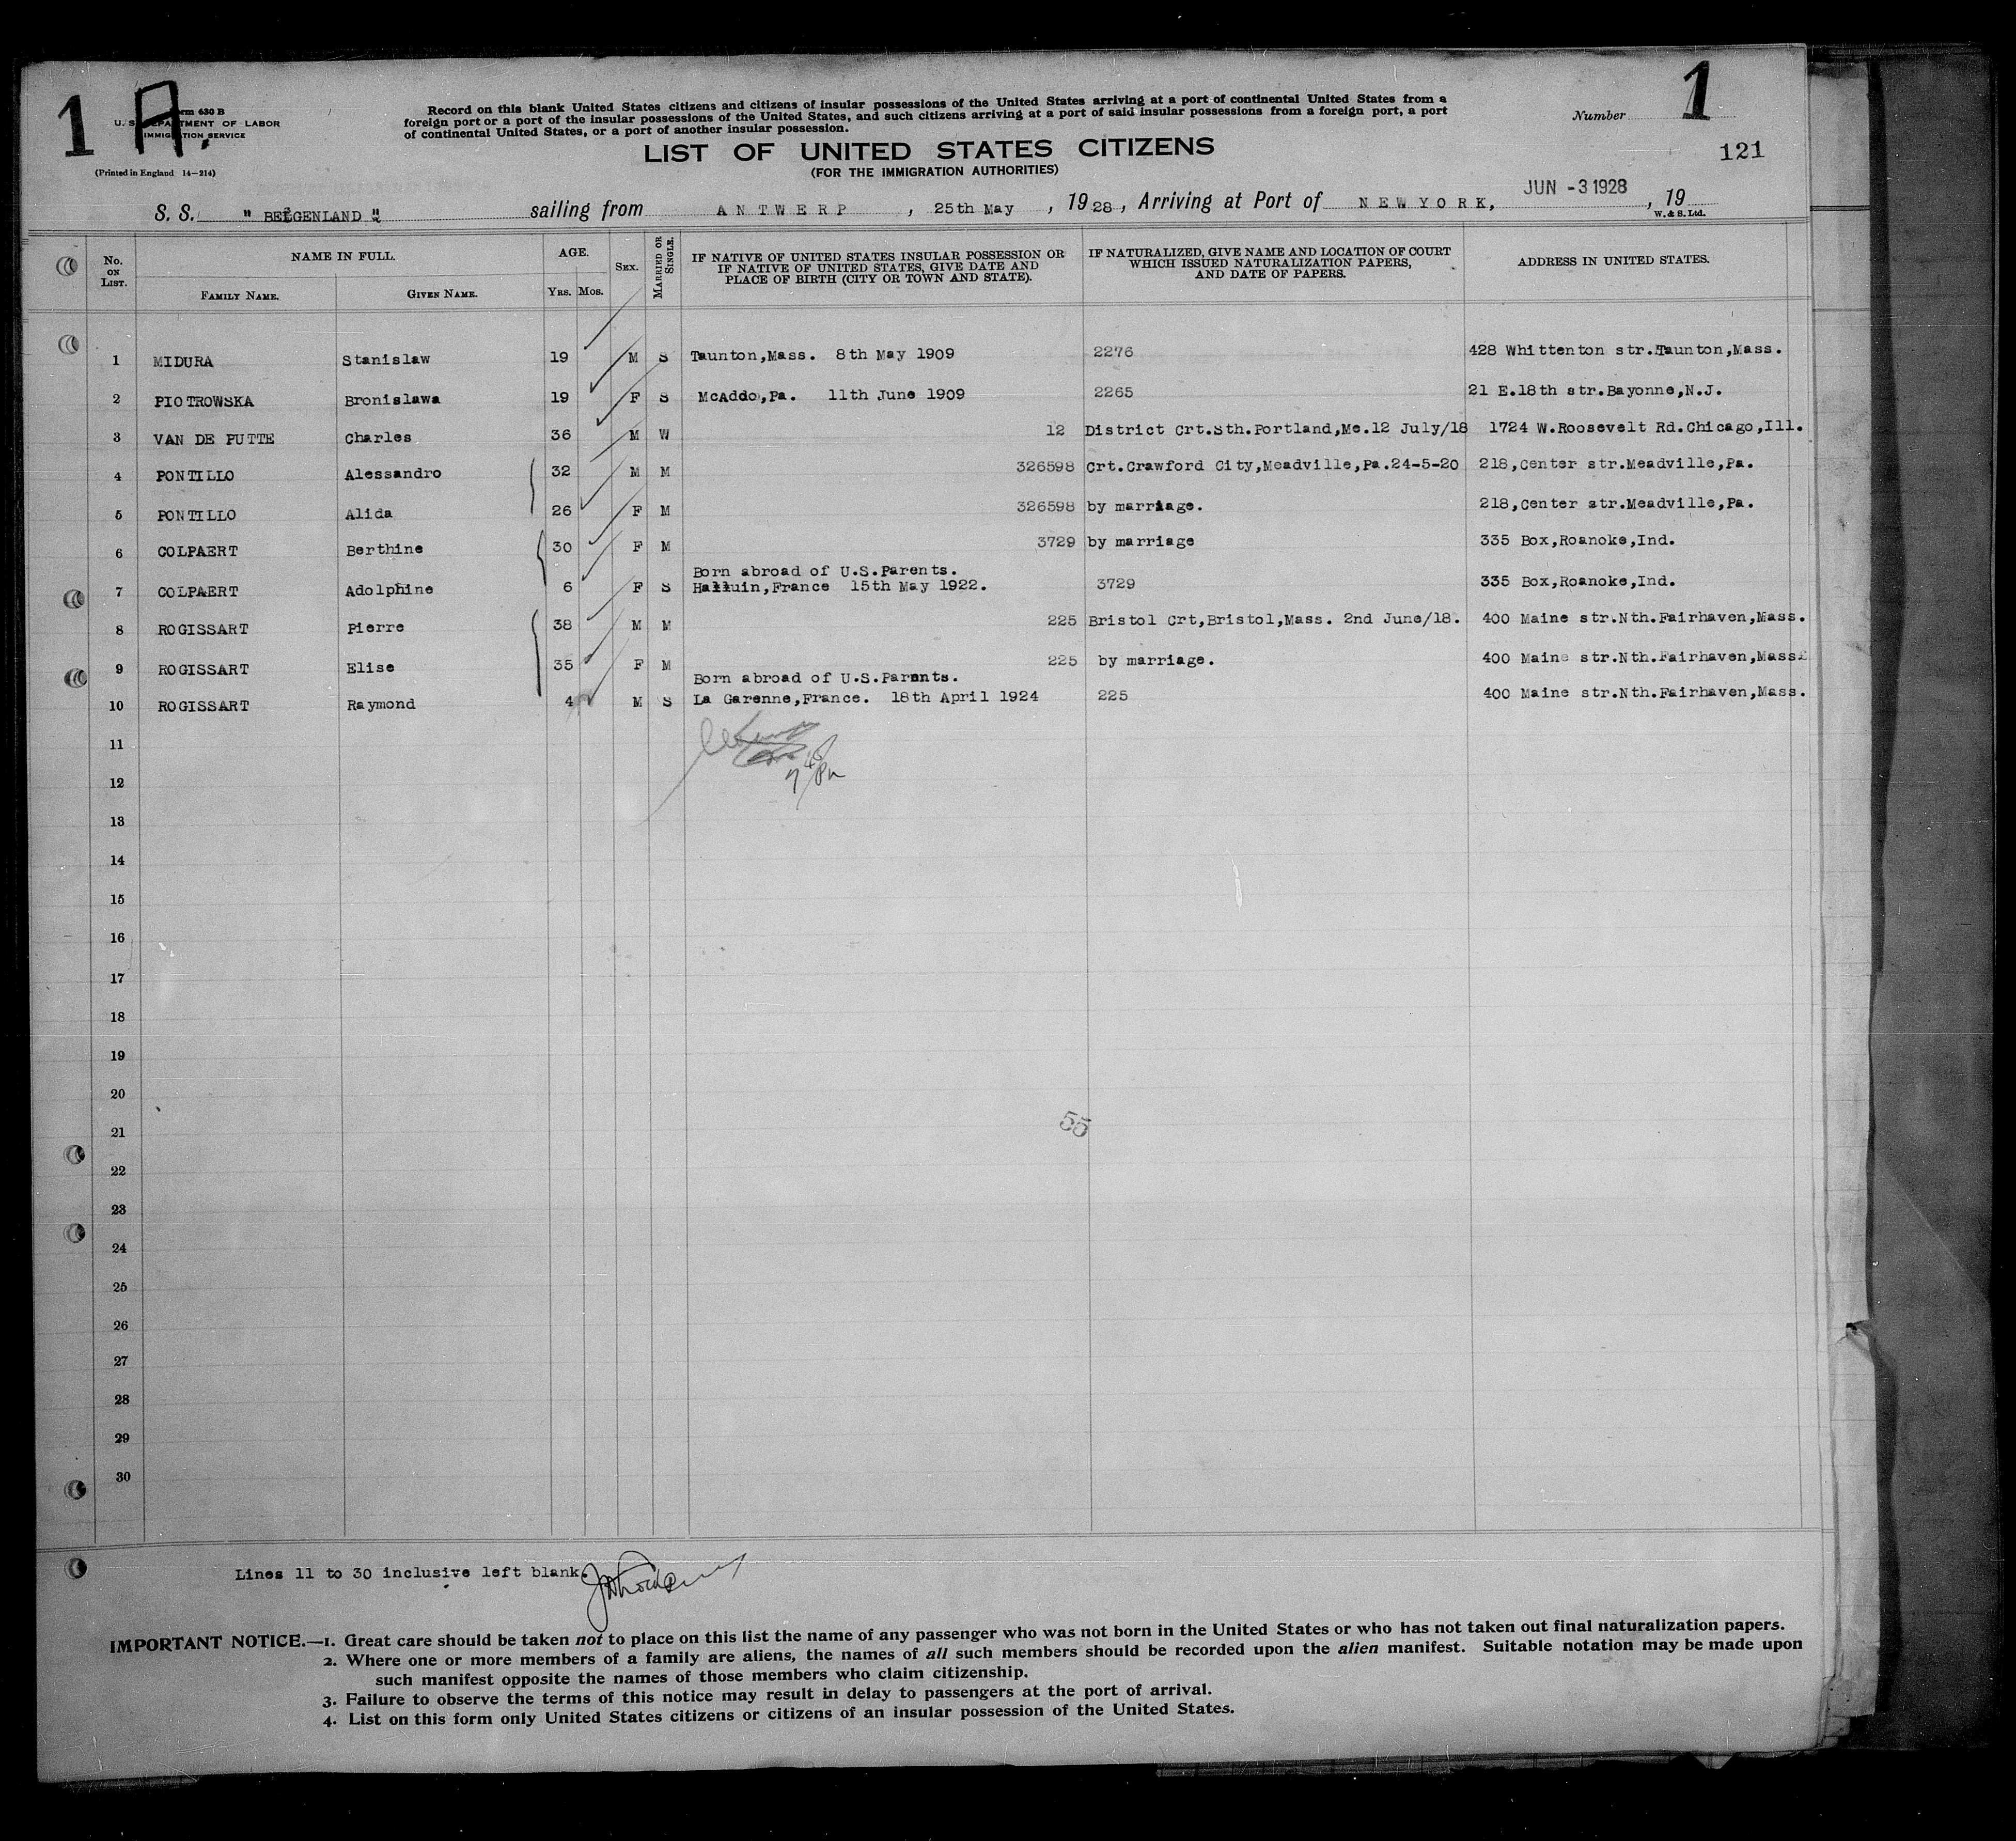 1 A.
Form 630 B
U. S. DEPARTMENT OF LABOR
IMMIGRATION SERVICE
(Printed in England 14—214)
Record on this blank United States citizens and citizens of insular possessions of the United States arriving at a port of continental United States from a
foreign port or a port of the insular possessions of the United States, and such citizens arriving at a port of said insular possessions from a foreign port, a port
of continental United States, or a port of another insular possession.
Number 1
121
LIST OF UNITED STATES CITIZENS
(FOR THE IMMIGRATION AUTHORITIES)
S. S. "BELGENLAND" sailing from ANTWERP, 25th May, 1928, Arriving at Port of NEW YORK, JUN -3 1928, 19
W. & S. Ltd.
No. ON LIST. NAME IN FULL. FAMILY NAME. GIVEN NAME. AGE. YRS. MOS. SEX. MARRIED OR SINGLE. IF NATIVE OF UNITED STATES INSULAR POSSESSION OR IF NATIVE OF UNITED STATES, GIVE DATE AND PLACE OF BIRTH (CITY OR TOWN AND STATE). IF NATURALIZED, GIVE NAME AND LOCATION OF COURT WHICH ISSUED NATURALIZATION PAPERS, AND DATE OF PAPERS. ADDRESS IN UNITED STATES.
1 MIDURA Stanislaw 19 M S Taunton,Mass. 8th May 1909 2276 428 Whittenton str.Taunton,Mass.
2 PIOTROWSKA Bronislawa 19 F S McAddo,Pa. 11th June 1909 2265 21 E.18th str.Bayonne,N.J.
3 VAN DE PUTTE Charles 36 M W 12 District Crt.Sth.Portland,Me.12 July/18 1724 W.Roosevelt Rd.Chicago,Ill.
4 PONTILLO Alessandro 32 M M 326598 Crt.Crawford City,Meadville,Pa.24-5-20 218,Center str.Meadville,Pa.
5 PONTILLO Alida 26 F M 326598 by marriage. 218,Center str.Meadville,Pa.
6 COLPAERT Berthine 30 F M 3729 by marriage 335 Box,Roanoke,Ind.
Born abroad of U.S.Parents.
7 COLPAERT Adolphine 6 F S Halluin,France 15th May 1922. 3729 335 Box,Roanoke,Ind.
8 ROGISSART Pierre 38 M M 225 Bristol Crt,Bristol,Mass. 2nd June/18. 400 Maine str.Nth.Fairhaven,Mass.
9 ROGISSART Elise 35 F M 225 by marriage. 400 Maine str.Nth.Fairhaven,Mass.
Born abroad of U.S.Parents.
10 ROGISSART Raymond 4 M S La Garenne,France. 18th April 1924 225 400 Maine str.Nth.Fairhaven,Mass.
11
12
13
14
15
16
17
18
19
20
21
55
22
23
24
25
26
27
28
29
30
Lines 11 to 30 inclusive left blank.
IMPORTANT NOTICE.—1. Great care should be taken not to place on this list the name of any passenger who was not born in the United States or who has not taken out final naturalization papers.
2. Where one or more members of a family are aliens, the names of all such members should be recorded upon the alien manifest. Suitable notation may be made upon
such manifest opposite the names of those members who claim citizenship.
3. Failure to observe the terms of this notice may result in delay to passengers at the port of arrival.
4. List on this form only United States citizens or citizens of an insular possession of the United States.